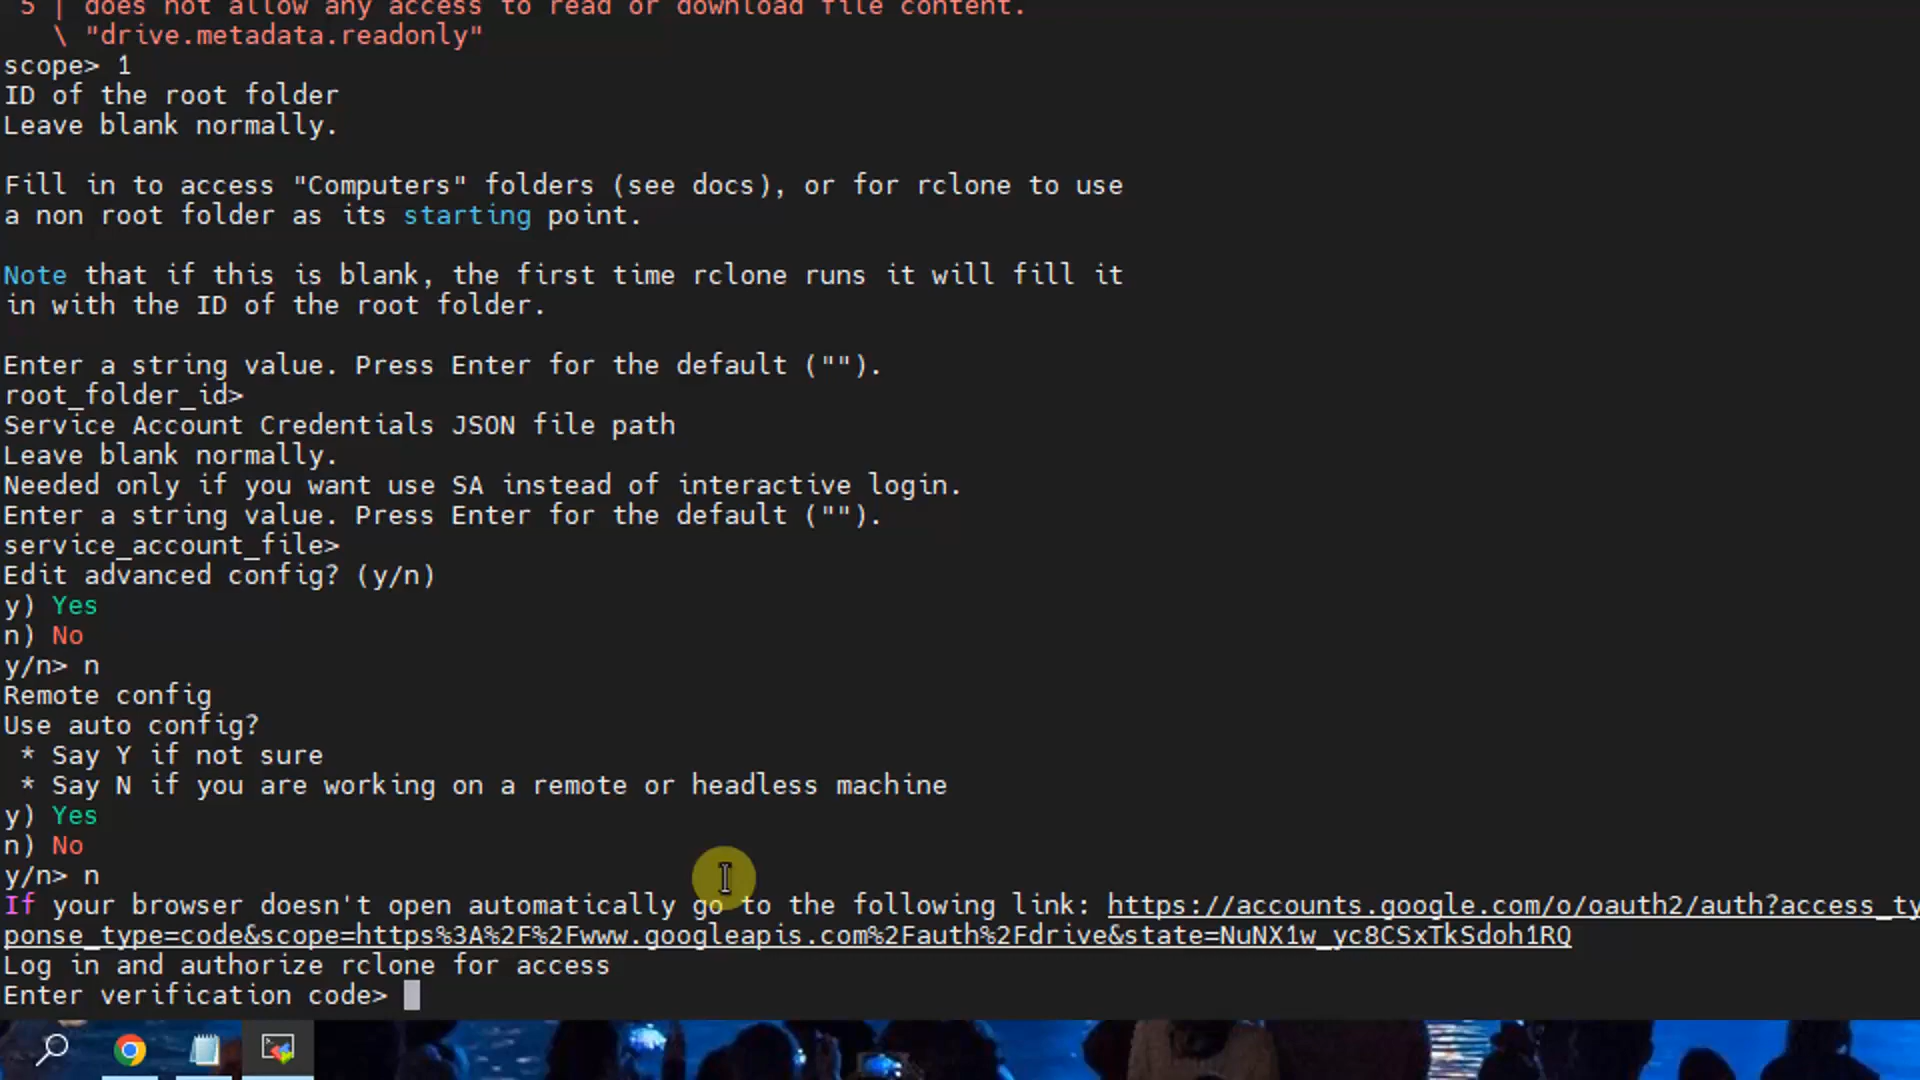 5 | does not allow any access to read or download file content.
\ "drive.metadata.readonly"
scope> 1
ID of the root folder
Leave blank normally.
Fill in to access "Computers" folders (see docs), or for rclone to use
a non root folder as its starting point.
Note that if this is blank, the first time rclone runs it will fill it
in with the ID of the root folder.
Enter a string value. Press Enter for the default ("").
root_folder_id>
Service Account Credentials JSON file path
Leave blank normally.
Needed only if you want use SA instead of interactive login.
Enter a string value. Press Enter for the default ("").
service_account_file>
Edit advanced config? (y/n)
y) Yes
n) No
y/n> n
Remote config
Use auto config?
* Say Y if not sure
* Say N if you are working on a remote or headless machine
y) Yes
n) No
y/n> n
If your browser doesn't open automatically go to the following link: https://accounts.google.com/o/oauth2/auth?access_ty
ponse_type=code&scope=https%3A%2F%2Fwww.googleapis.com%2Fauth%2Fdrive&state=NuNX1w_yc8CSxTkSdoh1RQ
Log in and authorize rclone for access
Enter verification code>